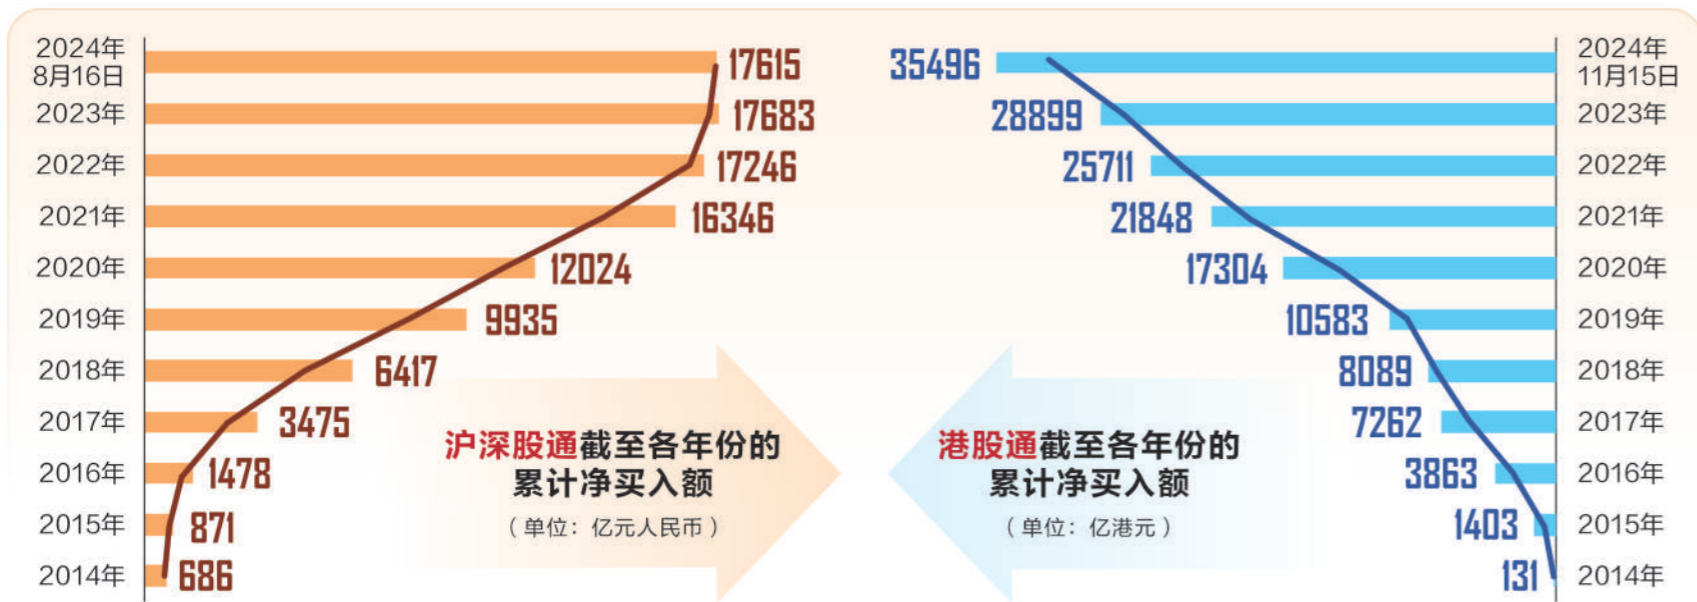 2024年
8月16日
17615
2023年
17683
2022年
17246
2021年
16346
2020年
12024
2019年
9935
2018年
6417
2017年
3475
2016年
1478
2015年
871
2014年
686
沪深股通截至各年份的
累计净买入额
（单位：亿元人民币）
35496
2024年
11月15日
28899
2023年
25711
2022年
21848
2021年
17304
2020年
10583
2019年
8089
2018年
7262
2017年
3863
2016年
1403
2015年
131
2014年
港股通截至各年份的
累计净买入额
（单位：亿港元）